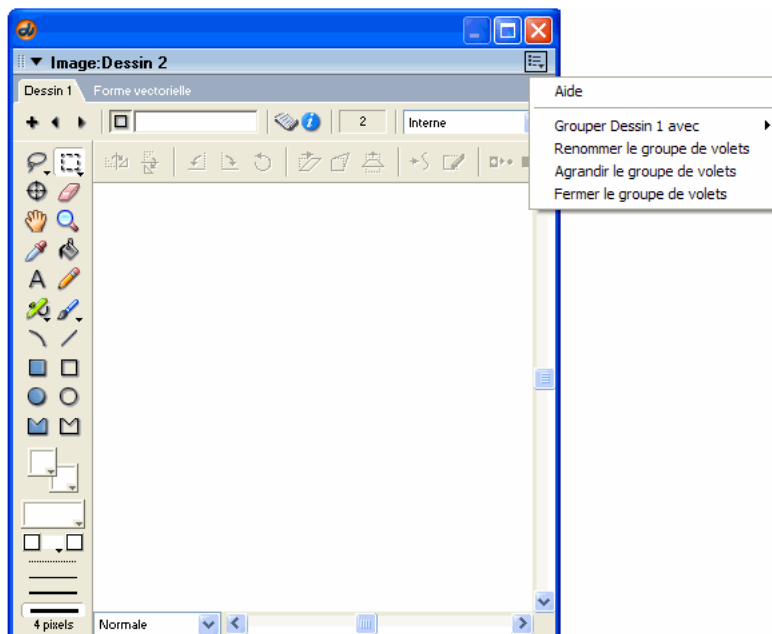 Image:Dessin 2
Dessin 1 Forme vectorielle
2 Interne
A
4 pixels Normale
Aide
Grouper Dessin 1 avec
Renommer le groupe de volets
Agrandir le groupe de volets
Fermer le groupe de volets